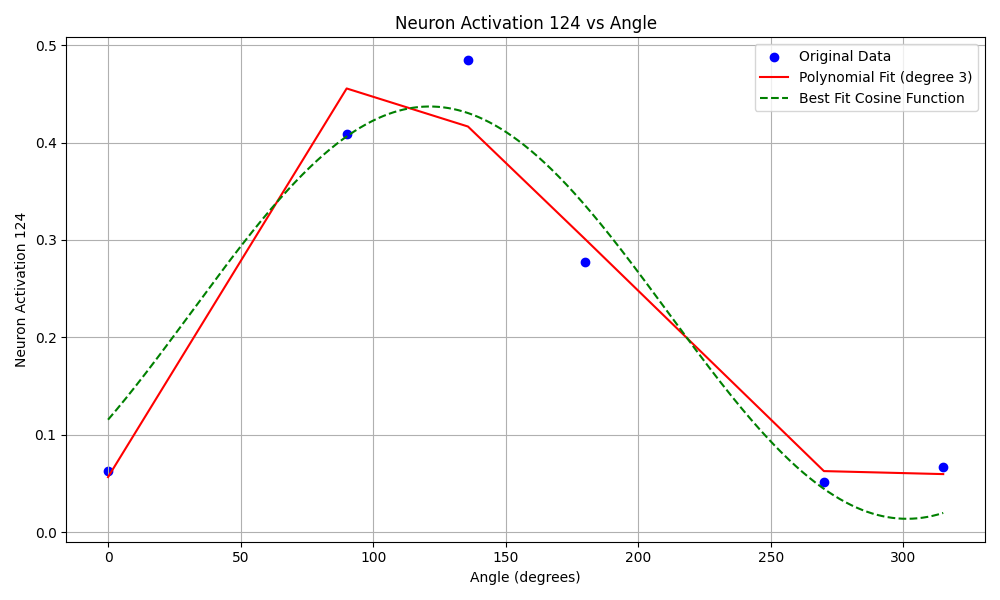 Neuron Activation 124 vs Angle
Original Data
Polynomial Fit (degree 3)
Best Fit Cosine Function
Neuron Activation 124
0.5
0.4
0.3
0.2
0.1
0.0
0 50 100 150 200 250 300
Angle (degrees)